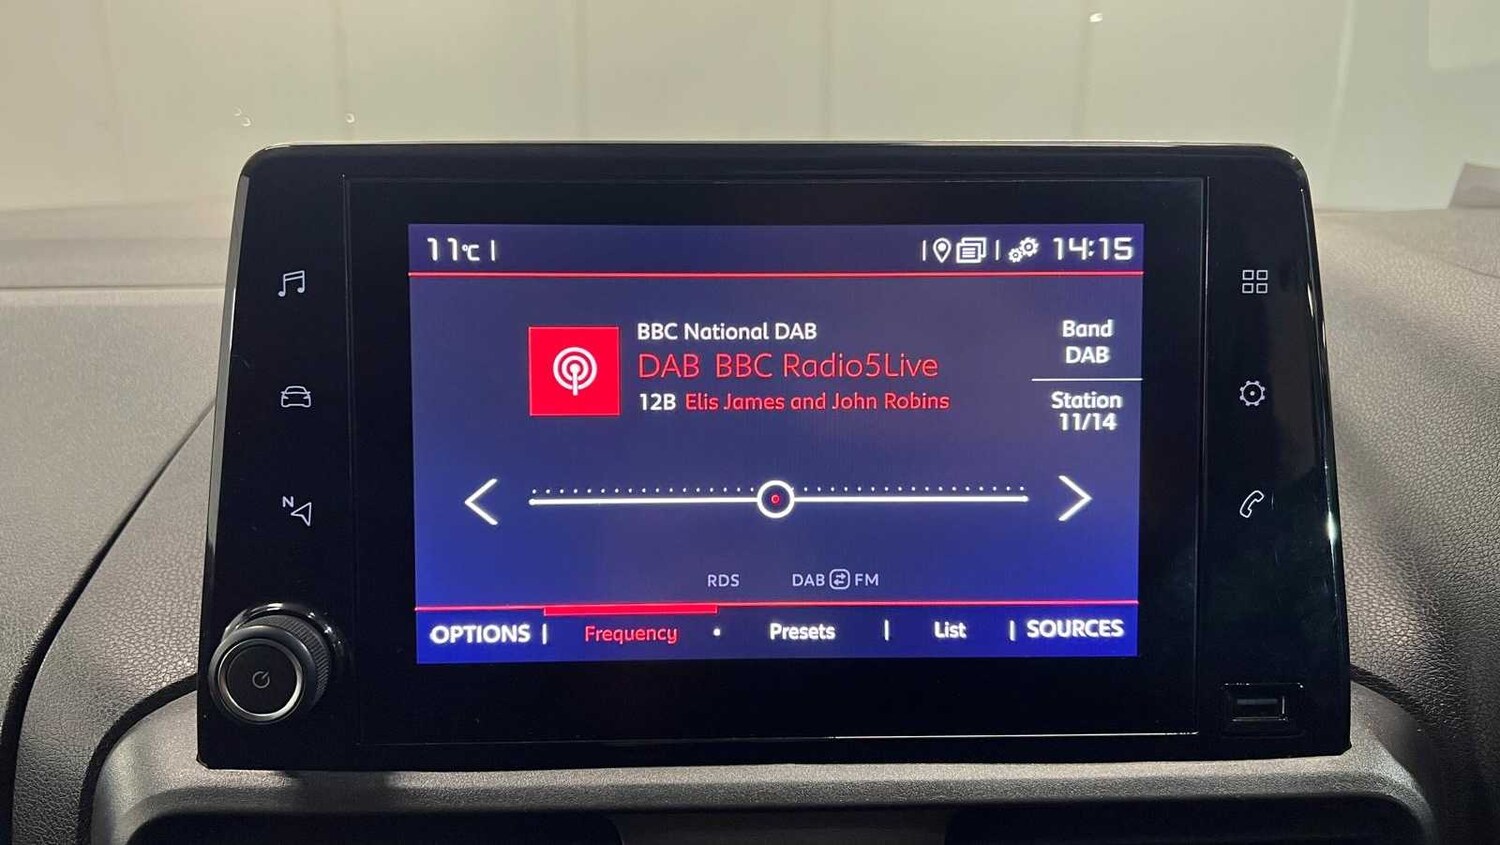 11°C
14:15
BBC National DAB
DAB BBC Radio5Live
12B Elis James and John Robins
Band
DAB
Station
11/14
N
RDS DAB FM
OPTIONS Frequency Presets List SOURCES